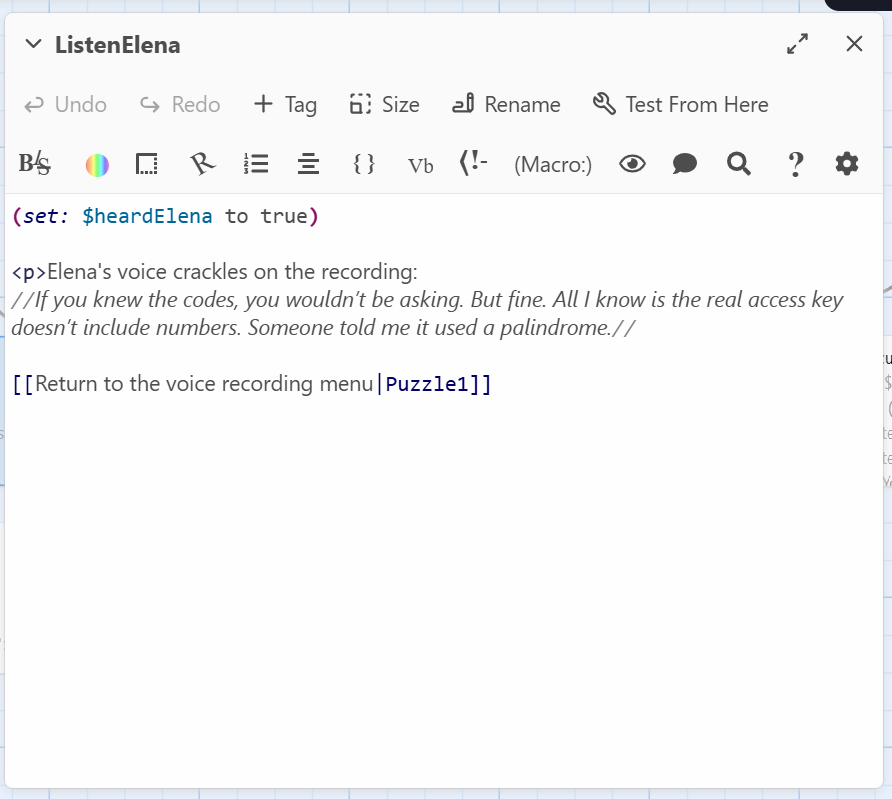 ListenElena
Undo Redo + Tag Size Rename Test From Here
B/S { } Vb (!- (Macro:) ?
(set: $heardElena to true)
<p>Elena's voice crackles on the recording:
//If you knew the codes, you wouldn’t be asking. But fine. All I know is the real access key
doesn’t include numbers. Someone told me it used a palindrome.//
[[Return to the voice recording menu|Puzzle1]]